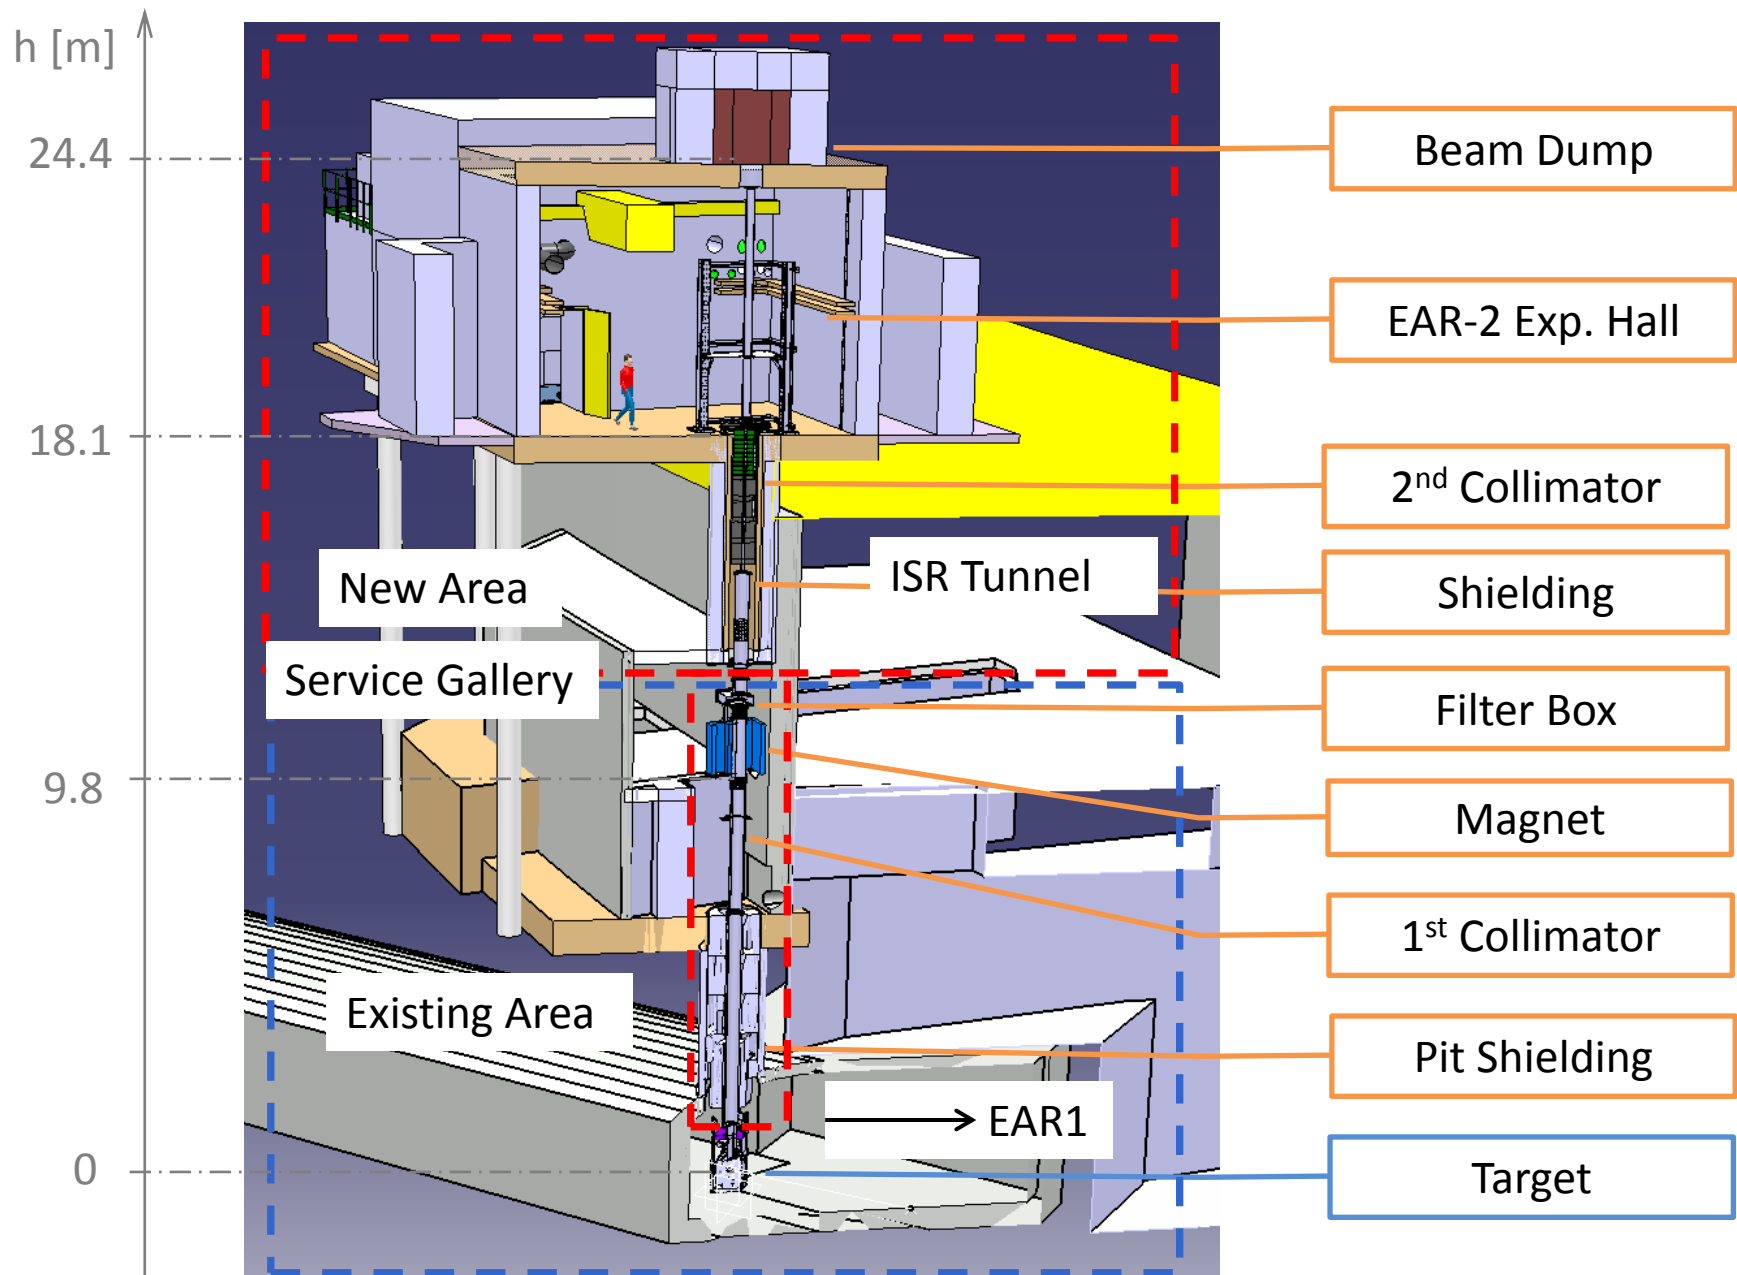 h [m]
24.4
18.1
9.8
0
New Area
Service Gallery
Existing Area
ISR Tunnel
EAR1
Beam Dump
EAR-2 Exp. Hall
2nd Collimator
Shielding
Filter Box
Magnet
1st Collimator
Pit Shielding
Target